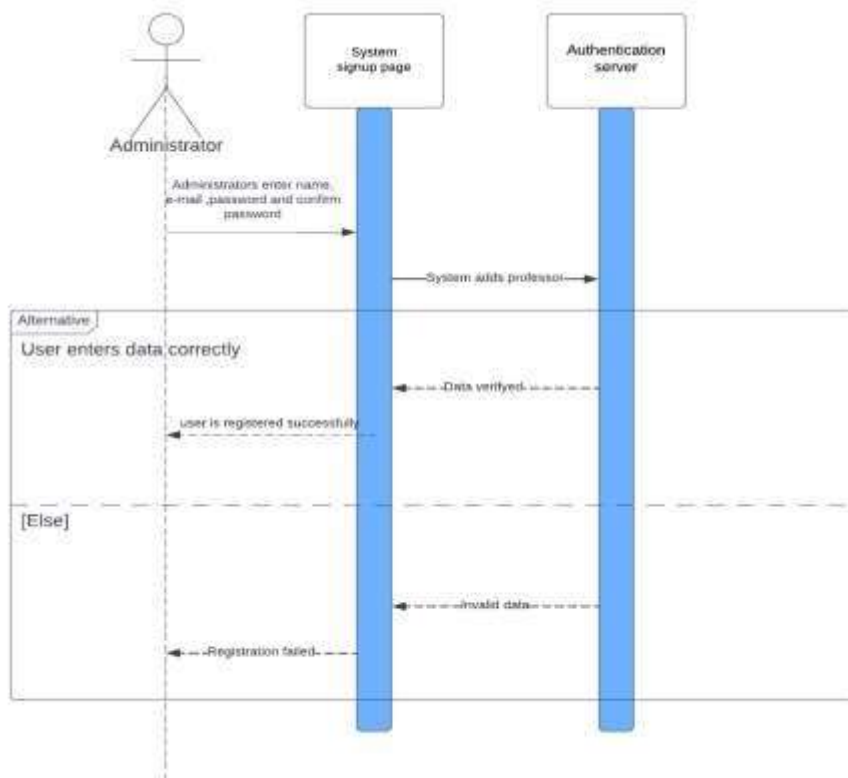 System
signup page
Authentication
server
Administrator
Administrators enter name,
e-mail ,password and confirm
password
System adds professor
Alternative
User enters data correctly
Data verifyed
user is registered successfully
[Else]
Invalid data
Registration failed